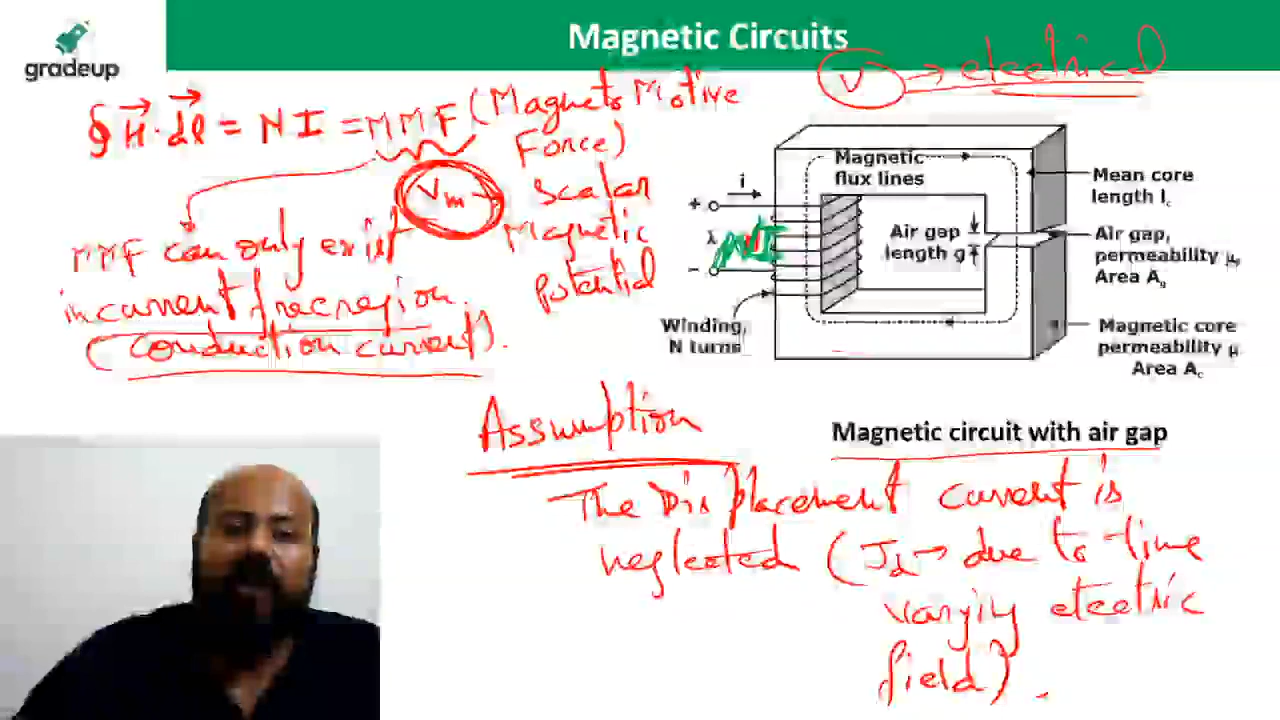 Magnetic Circuits
gradeup
V → electrical
∮ H⃗ · dl⃗ = NI = MMF (Magneto Motive
Force)
Vm → Scalar
Magnetic
Potential
MMF can only exist
in current free region
(conduction current).
Magnetic
flux lines
i
+
λ
-
Winding,
N turns
Air gap
length g
Mean core
length lc
Air gap,
permeability μ
Area Ag
Magnetic core
permeability μ
Area Ac
Magnetic circuit with air gap
Assumption
The Displacement current is
neglected (Jd → due to time
varying electric
field).